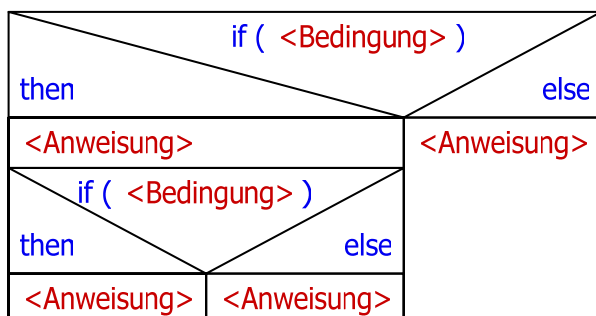 if ( <Bedingung> )
then else
<Anweisung> <Anweisung>
if ( <Bedingung> )
then else
<Anweisung> <Anweisung>